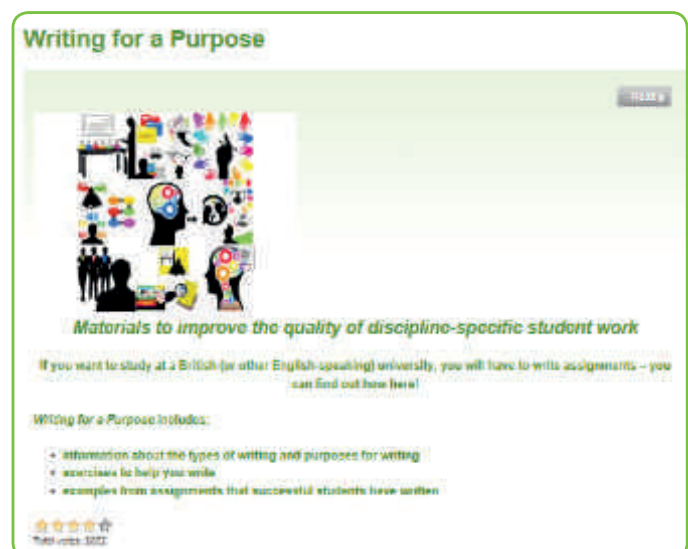 Writing for a Purpose
Materials to improve the quality of discipline-specific student work
If you want to study at a British (or other English-speaking) university, you will have to write assignments – you
can find out how here!
Writing for a Purpose includes:
information about the types of writing and purposes for writing
exercises to help you write
examples from assignments that successful students have written
Total votes: